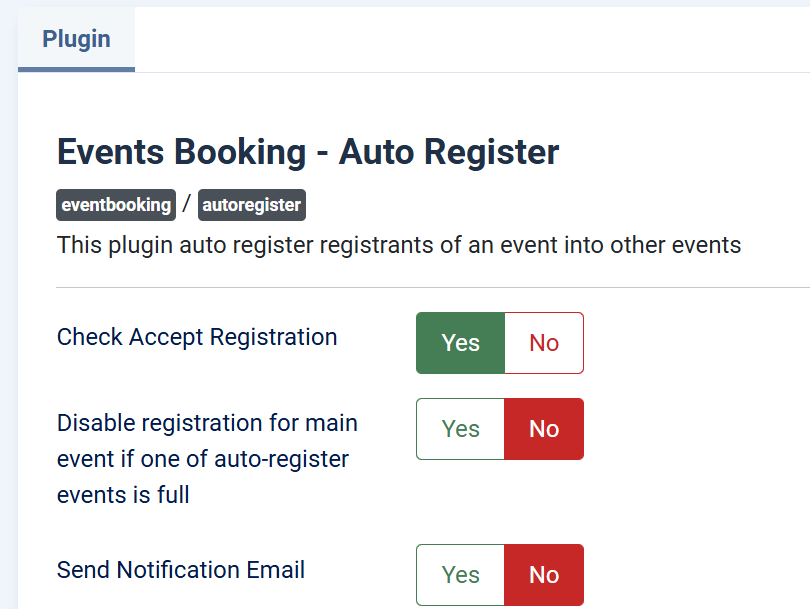 Plugin
Events Booking - Auto Register
eventbooking / autoregister
This plugin auto register registrants of an event into other events
Check Accept Registration
Yes No
Disable registration for main
event if one of auto-register
events is full
Yes No
Send Notification Email
Yes No